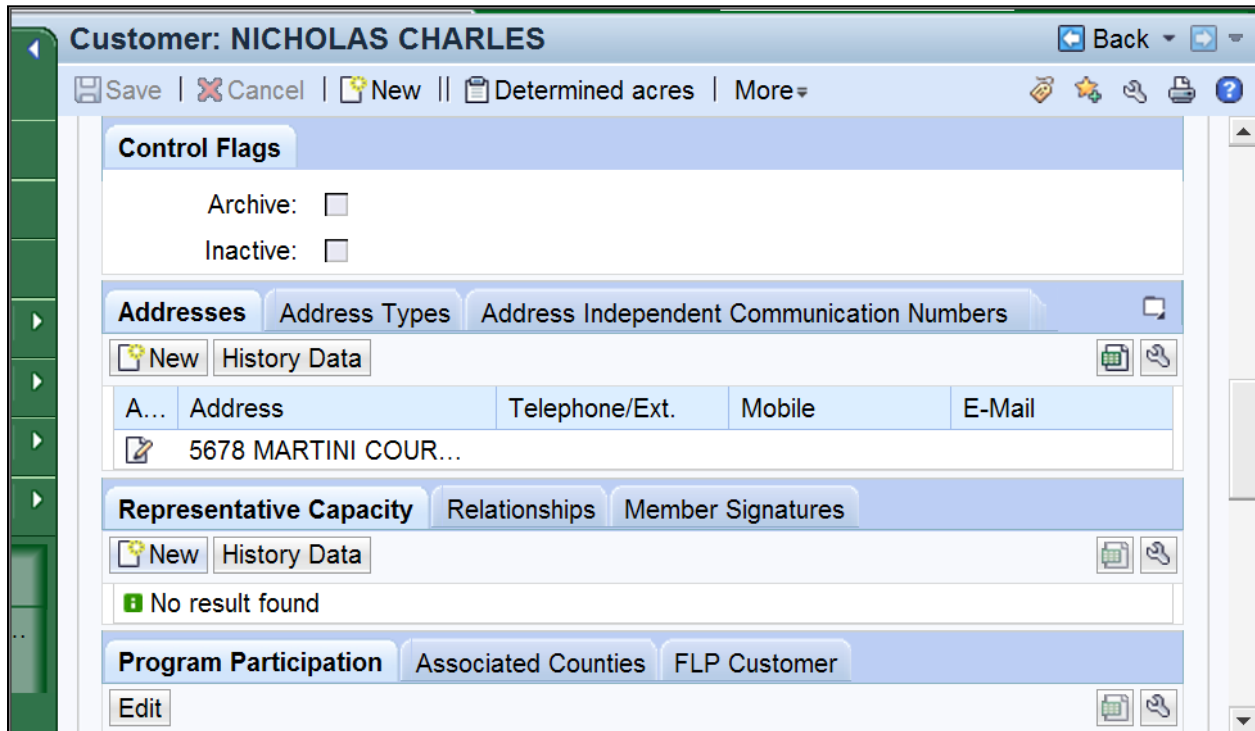 Customer: NICHOLAS CHARLES Back
Save | Cancel | New || Determined acres | More
Control Flags
Archive:
Inactive:
Addresses Address Types Address Independent Communication Numbers
New History Data
A... Address Telephone/Ext. Mobile E-Mail
5678 MARTINI COUR...
Representative Capacity Relationships Member Signatures
New History Data
No result found
..
Program Participation Associated Counties FLP Customer
Edit